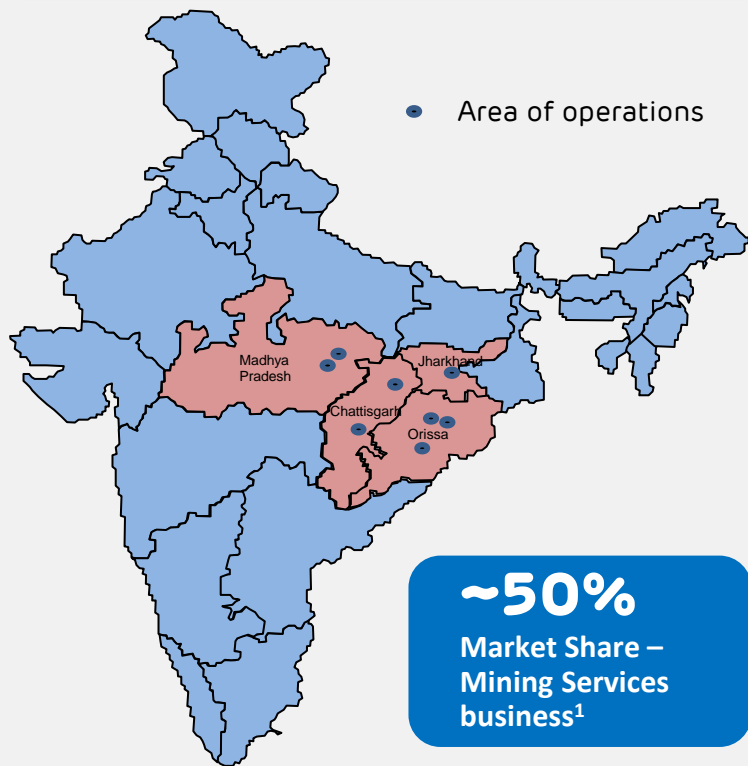 Area of operations
Madhya
Pradesh
Jharkhand
Chattisgarh
Orissa
~50%
Market Share –
Mining Services
business¹